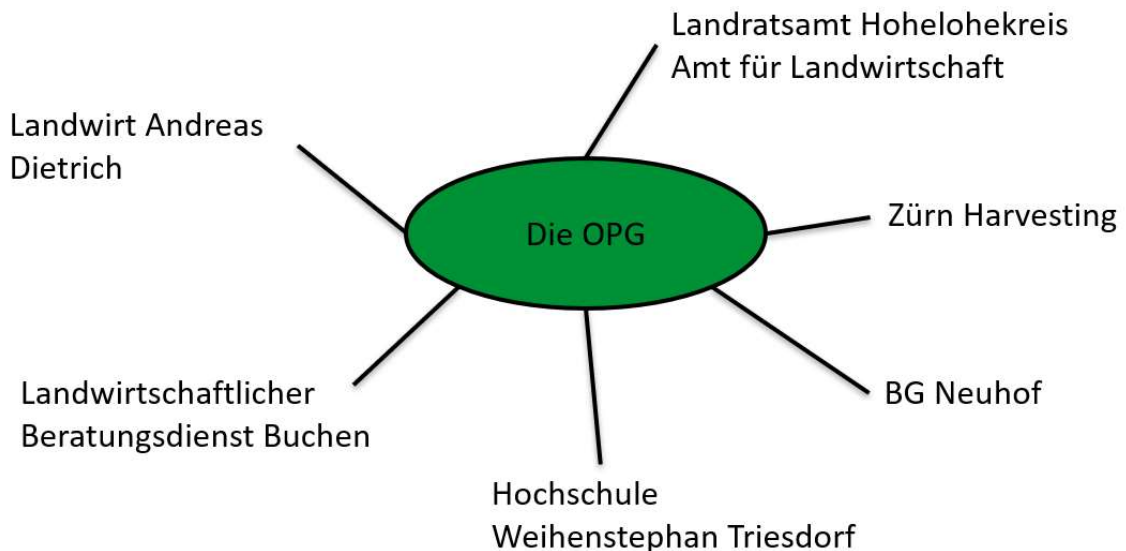 Landratsamt Hohelohekreis
Amt für Landwirtschaft
Landwirt Andreas
Dietrich
Zürn Harvesting
Die OPG
Landwirtschaftlicher
Beratungsdienst Buchen
BG Neuhof
Hochschule
Weihenstephan Triesdorf